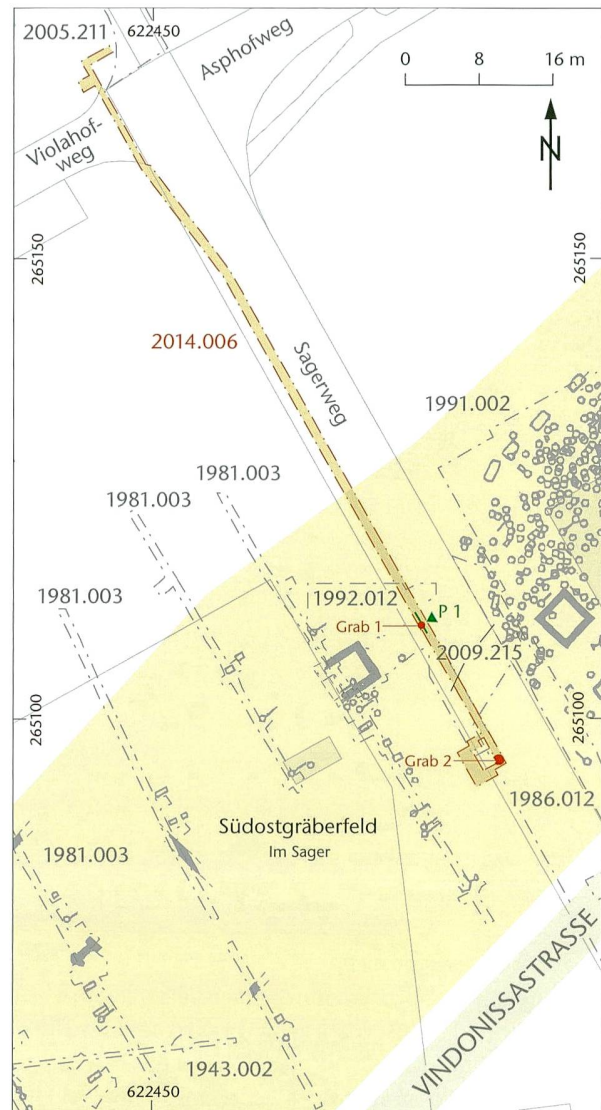 2005.211
622450
Asphofweg
0 8 16 m
Violahof-
weg
N
265150
265150
2014.006
Sagerweg
1991.002
1981.003
1981.003
1981.003
1992.012
P 1
Grab 1
2009.215
265100
265100
Grab 2
1986.012
Südostgräberfeld
Im Sager
1981.003
VINDONISSASTRASSE
1943.002
622450